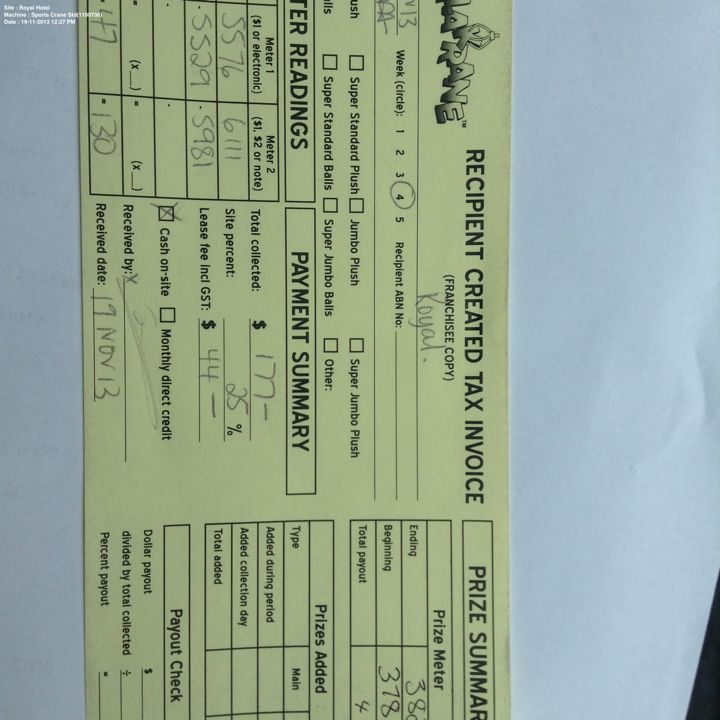 Site : Royal Hotel
Machine : Sports Crane Std(1100736)
Date : 19-11-2013 12:27 PM
RECIPIENT CREATED TAX INVOICE
(FRANCHISEE COPY)
Royal.
Week (circle): 1 2 3 4 5 Recipient ABN No:
Super Standard Plush Jumbo Plush Super Jumbo Plush
Super Standard Balls Super Jumbo Balls Other:
TER READINGS
Meter 1 Meter 2
($1 or electronic) ($1, $2 or note)
5576 6111
5529 5981
(x__) = (x__)
= 47 = 130
PAYMENT SUMMARY
Total collected: $ 177-
Site percent: 25 %
Lease fee incl GST: $ 44-
Cash on-site Monthly direct credit
Received by: X
Received date: 19 NOV 13
PRIZE SUMMAR
Prize Meter
Ending 38
Beginning 378
Total payout 4
Prizes Added
Type Main
Added during period
Added collection day
Total added
Payout Check
Dollar payout $
divided by total collected ÷
Percent payout =